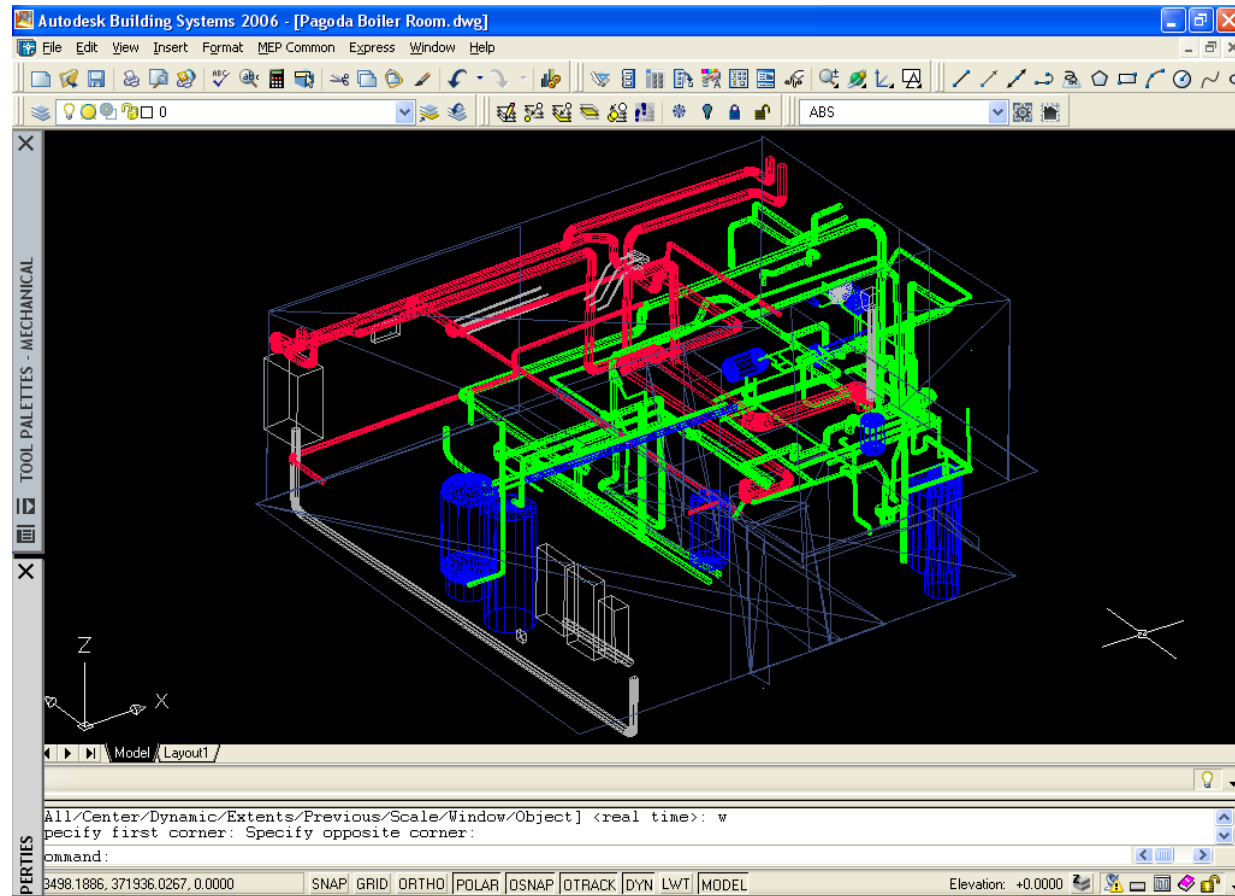 Autodesk Building Systems 2006 - [Pagoda Boiler Room.dwg]
File Edit View Insert Format MEP Common Express Window Help
0
ABS
TOOL PALETTES - MECHANICAL
Z
X
Model Layout1
All/Center/Dynamic/Extents/Previous/Scale/Window/Object] <real time>: w
pecify first corner: Specify opposite corner:
ommand:
PERTIES
3498.1886, 371936.0267, 0.0000 SNAP GRID ORTHO POLAR OSNAP OTRACK DYN LWT MODEL Elevation: +0.0000